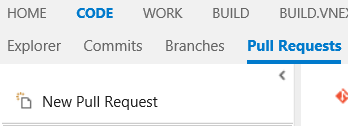 HOME CODE WORK BUILD BUILD.VNEX
Explorer Commits Branches Pull Requests
New Pull Request